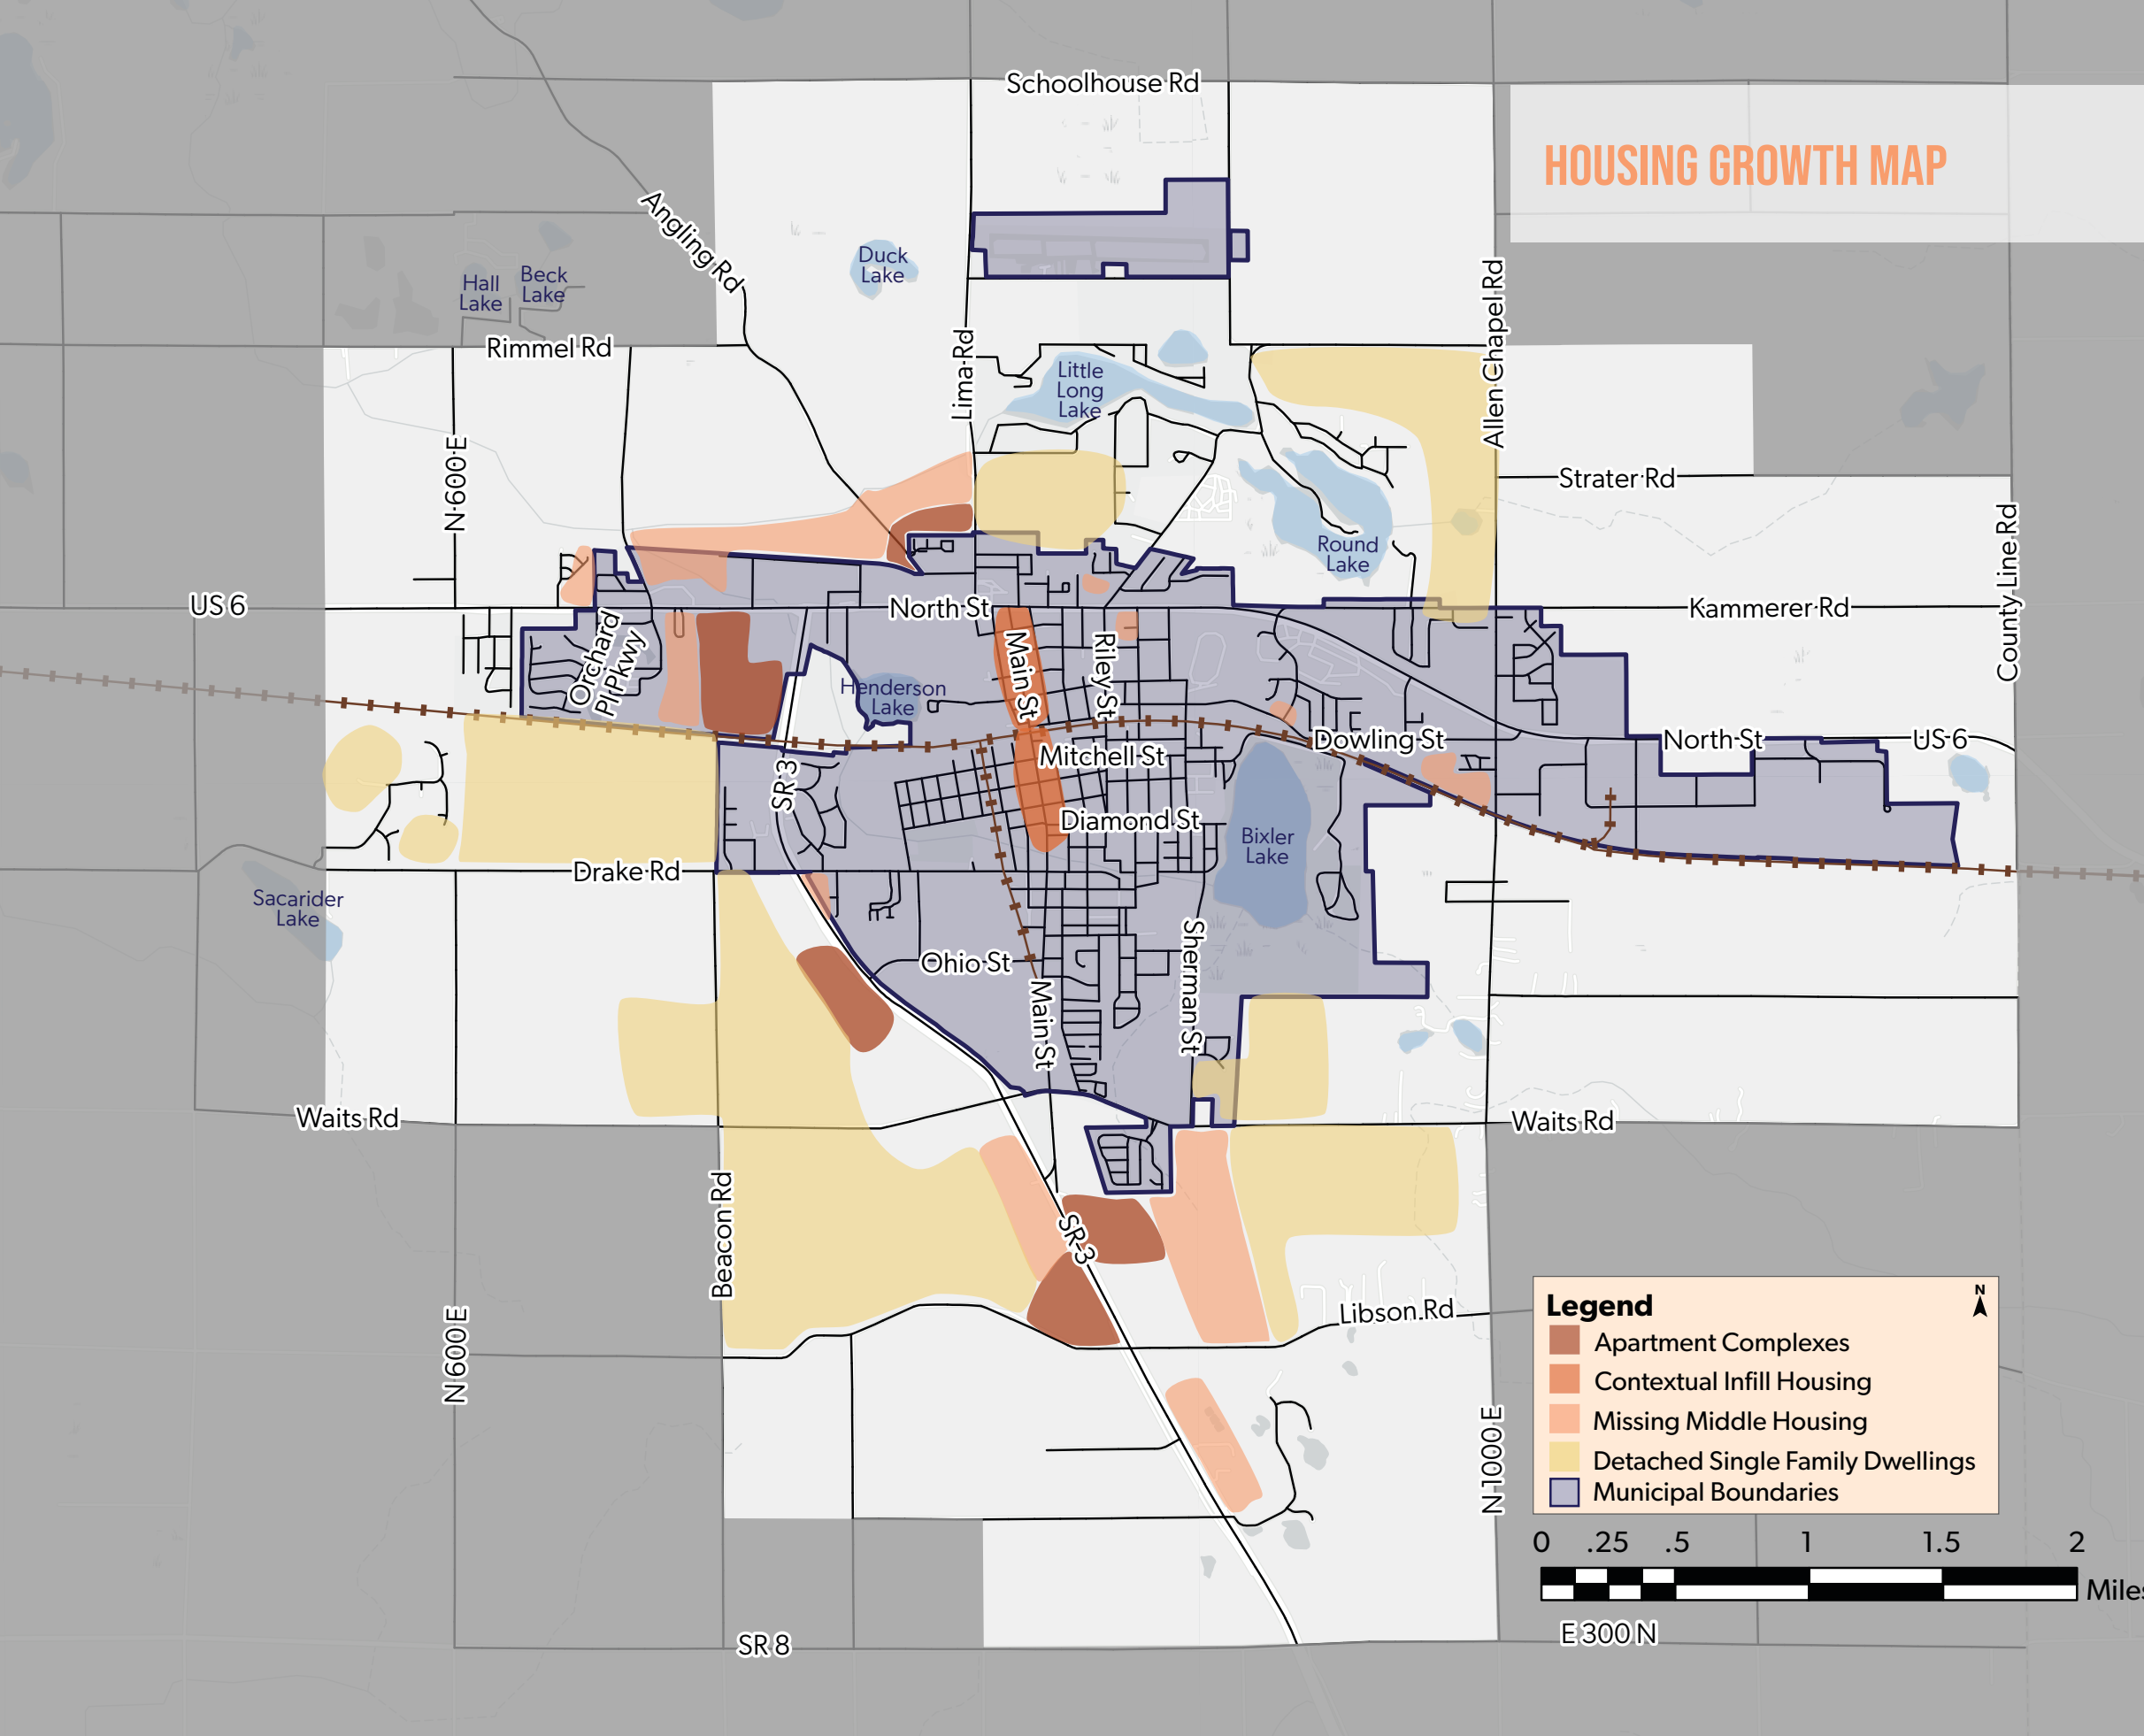 Schoolhouse Rd
HOUSING GROWTH MAP
Angling Rd
Duck
Lake
Hall
Lake
Beck
Lake
Rimmel Rd
Lima Rd
Allen Chapel Rd
Little
Long
Lake
N 600 E
Strater Rd
Round
Lake
County Line Rd
US 6
North St
Kammerer Rd
Orchard
Pl Pkwy
Main St
Riley St
Henderson
Lake
Mitchell St
Dowling St
North St
US 6
SR 3
Diamond St
Bixler
Lake
Drake Rd
Sacarider
Lake
Ohio St
Sherman St
Main St
Waits Rd
Waits Rd
Beacon Rd
SR-3
Libson Rd
N 600 E
N 1000 E
Legend
N
Apartment Complexes
Contextual Infill Housing
Missing Middle Housing
Detached Single Family Dwellings
Municipal Boundaries
0 .25 .5 1 1.5 2
Miles
SR 8
E 300 N